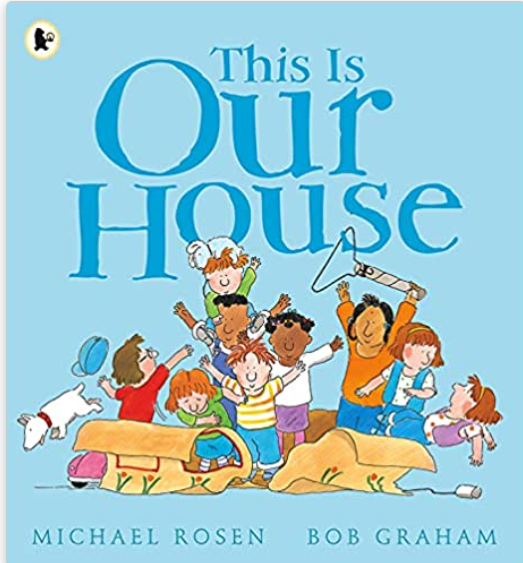 This Is
Our
House
MICHAEL ROSEN BOB GRAHAM